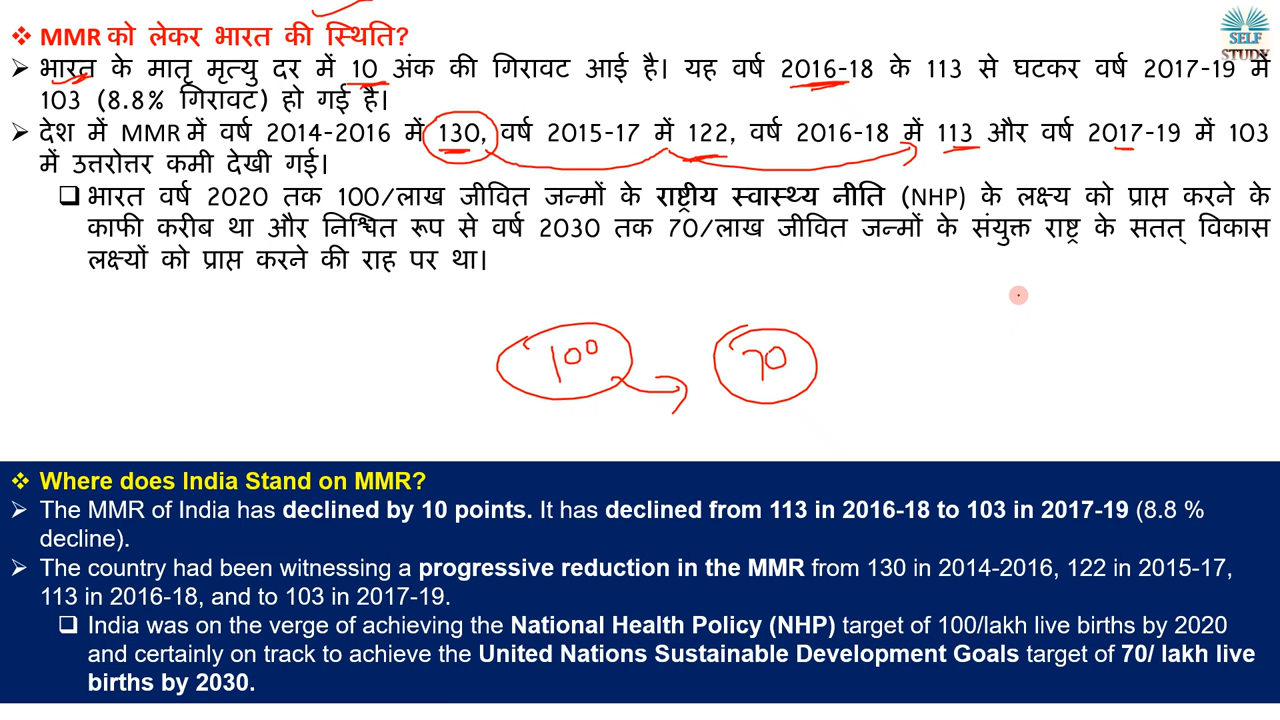 ❖ MMR को लेकर भारत की स्थिति?
SELF
STUDY
➢ भारत के मातृ मृत्यु दर में 10 अंक की गिरावट आई है। यह वर्ष 2016-18 के 113 से घटकर वर्ष 2017-19 में
103 (8.8% गिरावट) हो गई है।
➢ देश में MMR में वर्ष 2014-2016 में 130, वर्ष 2015-17 में 122, वर्ष 2016-18 में 113 और वर्ष 2017-19 में 103
में उत्तरोत्तर कमी देखी गई।
❑ भारत वर्ष 2020 तक 100/लाख जीवित जन्मों के राष्ट्रीय स्वास्थ्य नीति (NHP) के लक्ष्य को प्राप्त करने के
काफी करीब था और निश्चित रूप से वर्ष 2030 तक 70/लाख जीवित जन्मों के संयुक्त राष्ट्र के सतत् विकास
लक्ष्यों को प्राप्त करने की राह पर था।
100 70
❖ Where does India Stand on MMR?
➢ The MMR of India has declined by 10 points. It has declined from 113 in 2016-18 to 103 in 2017-19 (8.8 %
decline).
➢ The country had been witnessing a progressive reduction in the MMR from 130 in 2014-2016, 122 in 2015-17,
113 in 2016-18, and to 103 in 2017-19.
❑ India was on the verge of achieving the National Health Policy (NHP) target of 100/lakh live births by 2020
and certainly on track to achieve the United Nations Sustainable Development Goals target of 70/ lakh live
births by 2030.